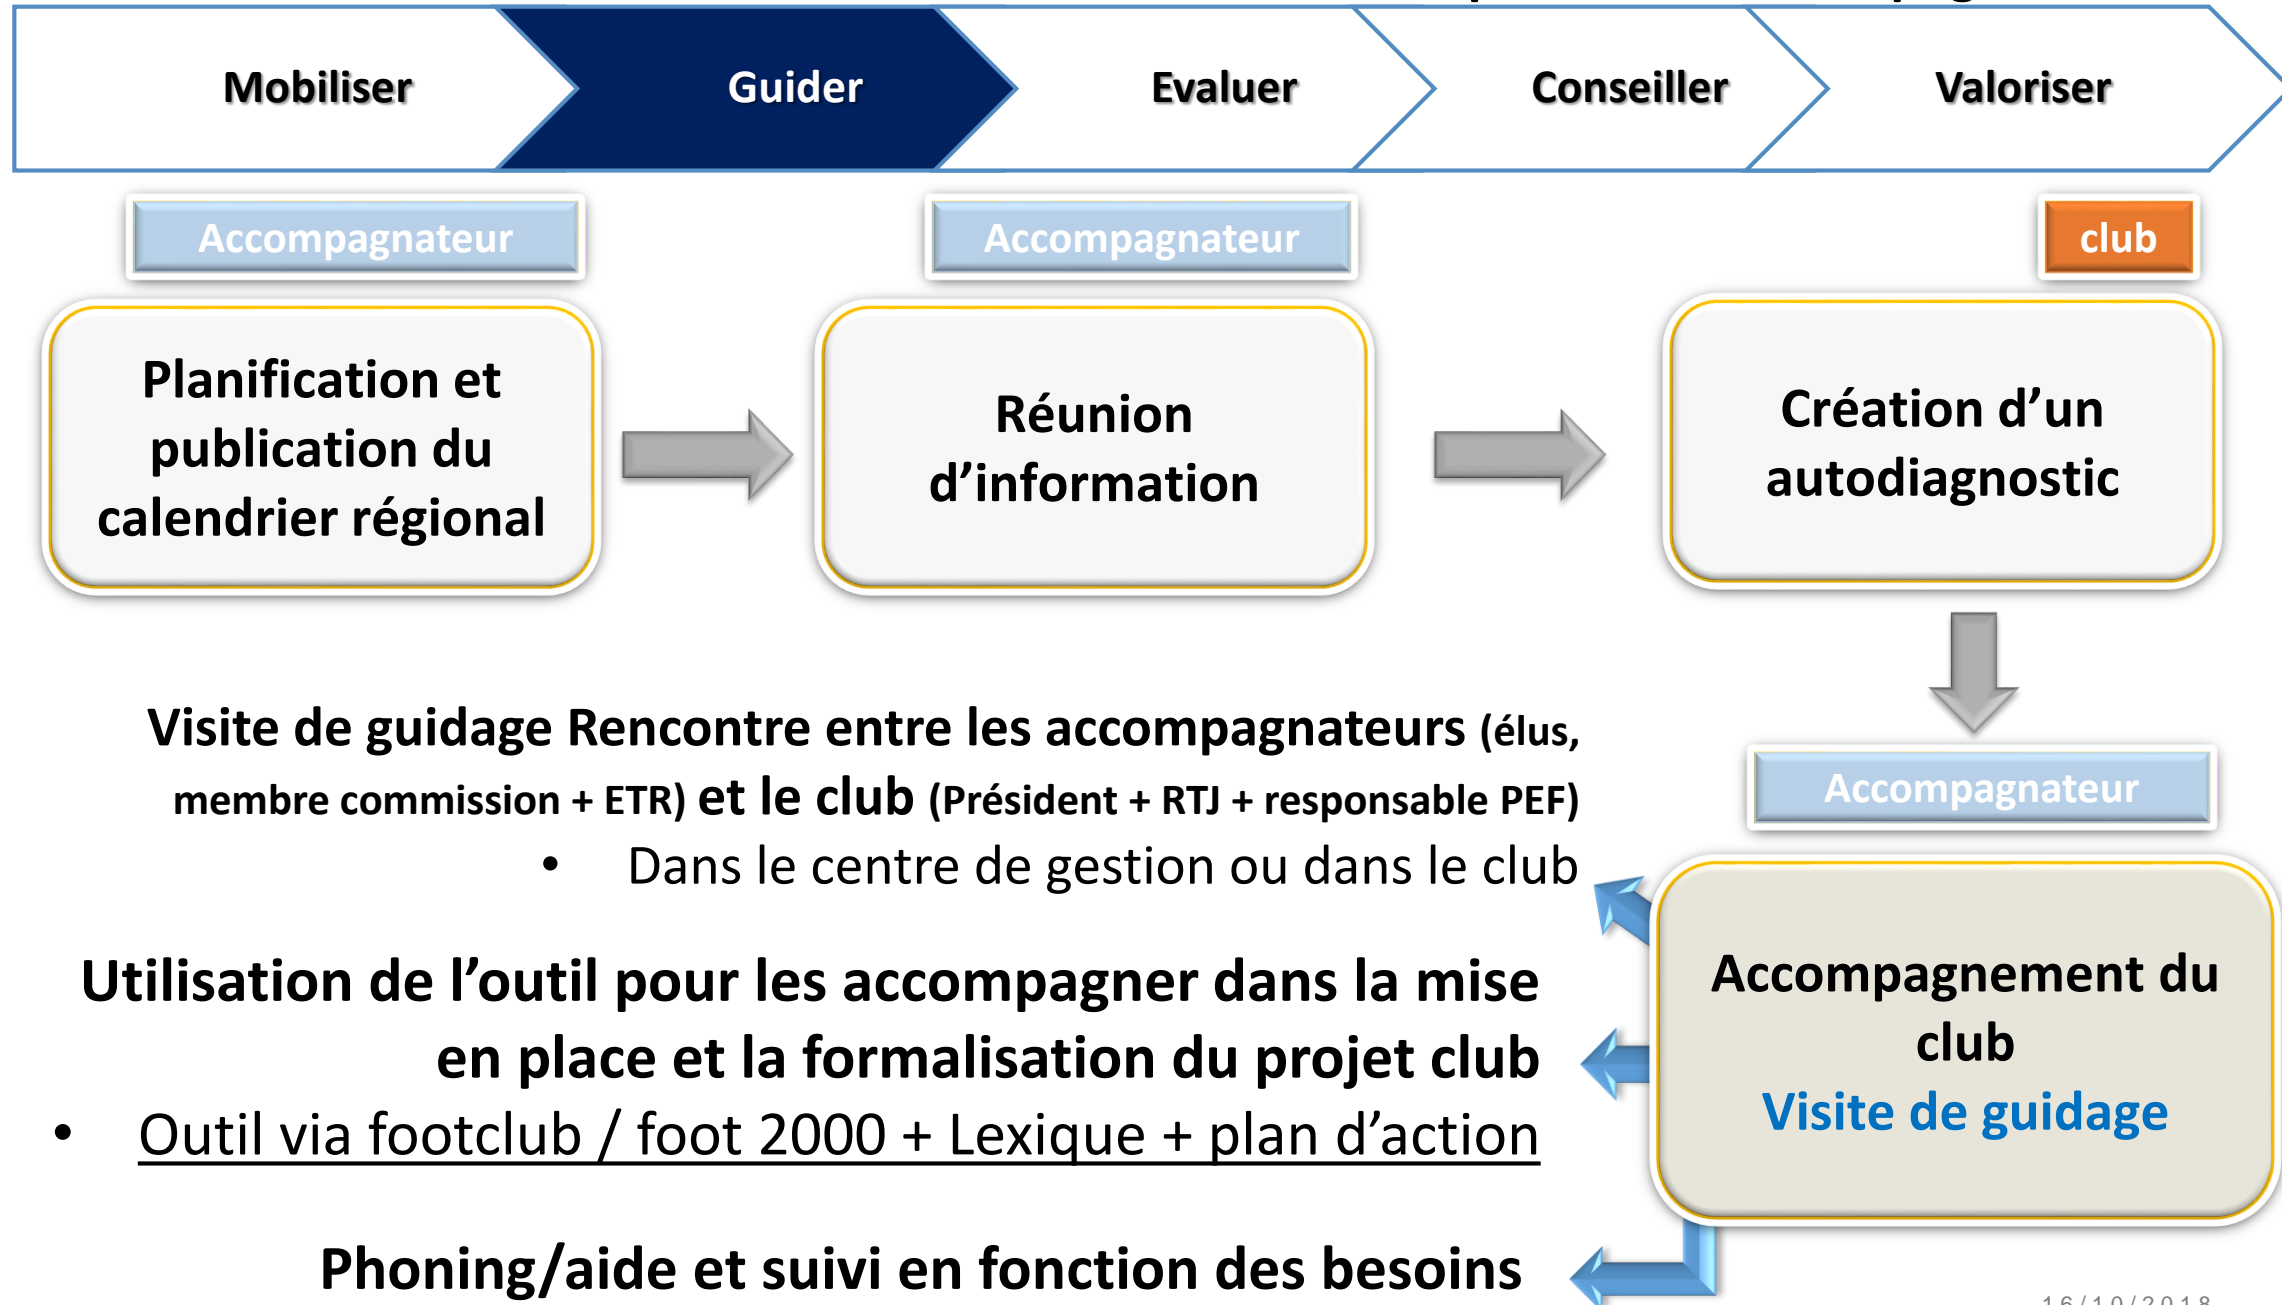 Mobiliser
Guider
Evaluer
Conseiller
Valoriser
Accompagnateur
Accompagnateur
club
Planification et
publication du
calendrier régional
Réunion
d’information
Création d’un
autodiagnostic
Visite de guidage Rencontre entre les accompagnateurs (élus,
membre commission + ETR) et le club (Président + RTJ + responsable PEF)
• Dans le centre de gestion ou dans le club
Accompagnateur
Accompagnement du
club
Visite de guidage
Utilisation de l’outil pour les accompagner dans la mise
en place et la formalisation du projet club
• Outil via footclub / foot 2000 + Lexique + plan d’action
Phoning/aide et suivi en fonction des besoins
16/10/2018